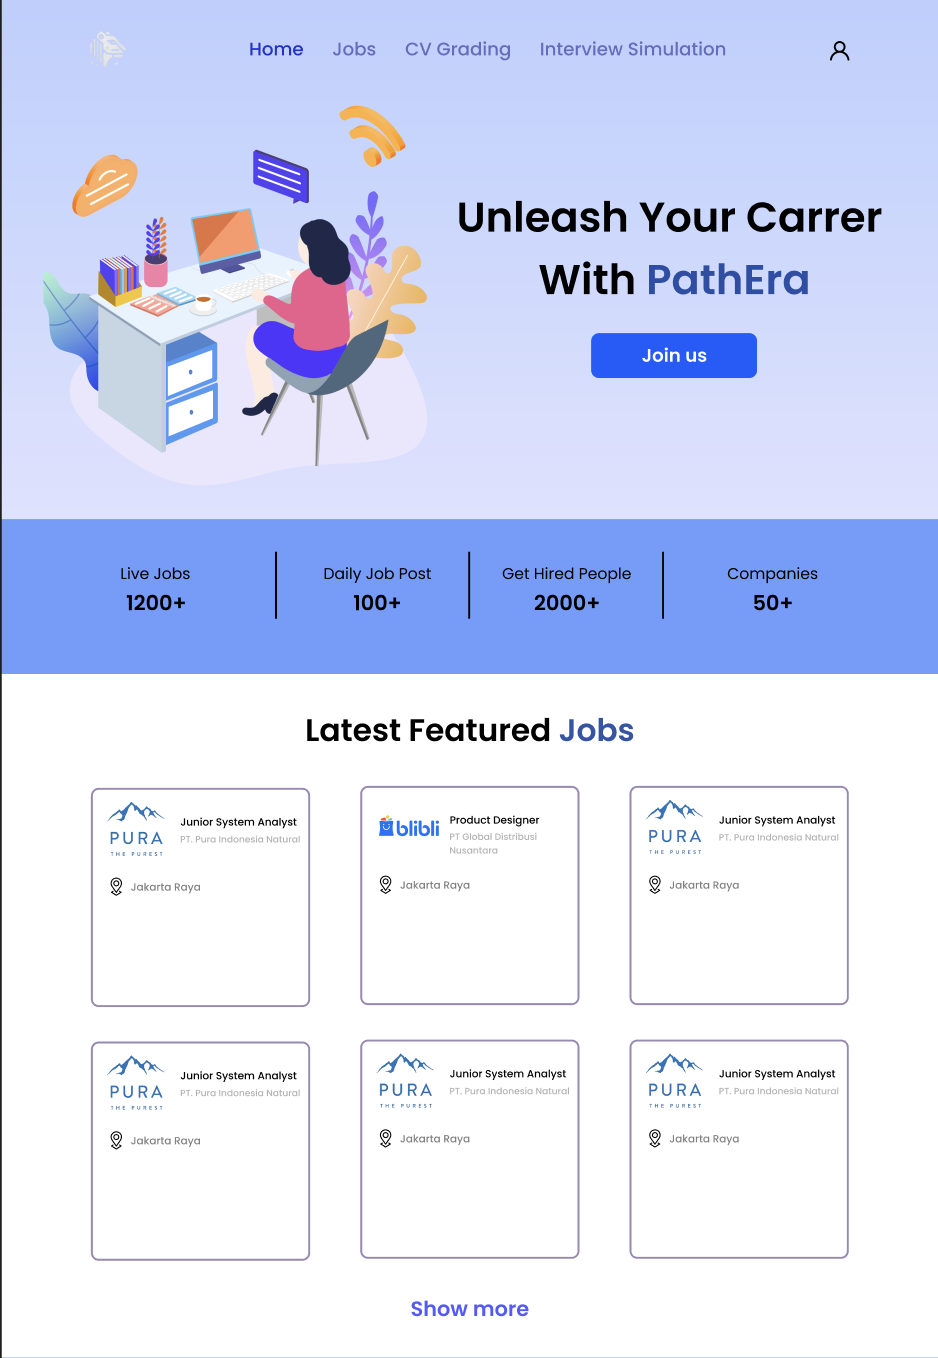 Home Jobs CV Grading Interview Simulation
Unleash Your Carrer
With PathEra
Join us
Live Jobs
1200+
Daily Job Post
100+
Get Hired People
2000+
Companies
50+
Latest Featured Jobs
PURA
THE PUREST
Junior System Analyst
PT. Pura Indonesia Natural
Jakarta Raya
blibli
Product Designer
PT Global Distribusi
Nusantara
Jakarta Raya
PURA
THE PUREST
Junior System Analyst
PT. Pura Indonesia Natural
Jakarta Raya
PURA
THE PUREST
Junior System Analyst
PT. Pura Indonesia Natural
Jakarta Raya
PURA
THE PUREST
Junior System Analyst
PT. Pura Indonesia Natural
Jakarta Raya
PURA
THE PUREST
Junior System Analyst
PT. Pura Indonesia Natural
Jakarta Raya
Show more